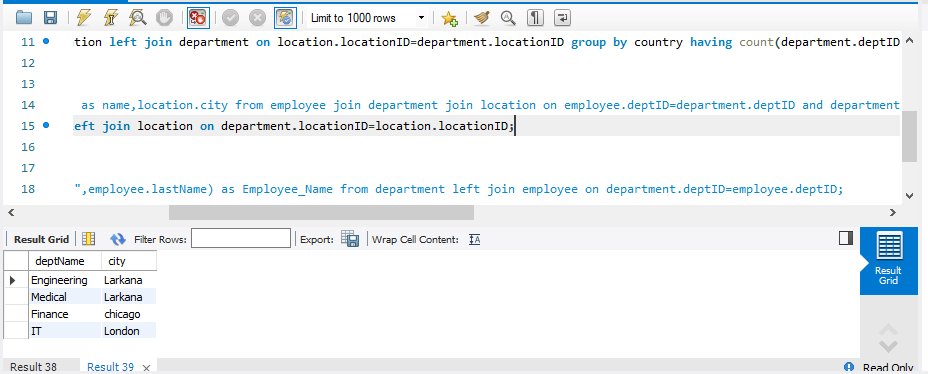 Limit to 1000 rows
11 tion left join department on location.locationID=department.locationID group by country having count(department.deptID
12
13
14 as name,location.city from employee join department join location on employee.deptID=department.deptID and department
15 eft join location on department.locationID=location.locationID;
16
17
18 ",employee.lastName) as Employee_Name from department left join employee on department.deptID=employee.deptID;
Result Grid Filter Rows: Export: Wrap Cell Content: IA
deptName city
Engineering Larkana
Medical Larkana
Finance chicago
IT London
Result
Grid
Result 38 Result 39 × Read Only